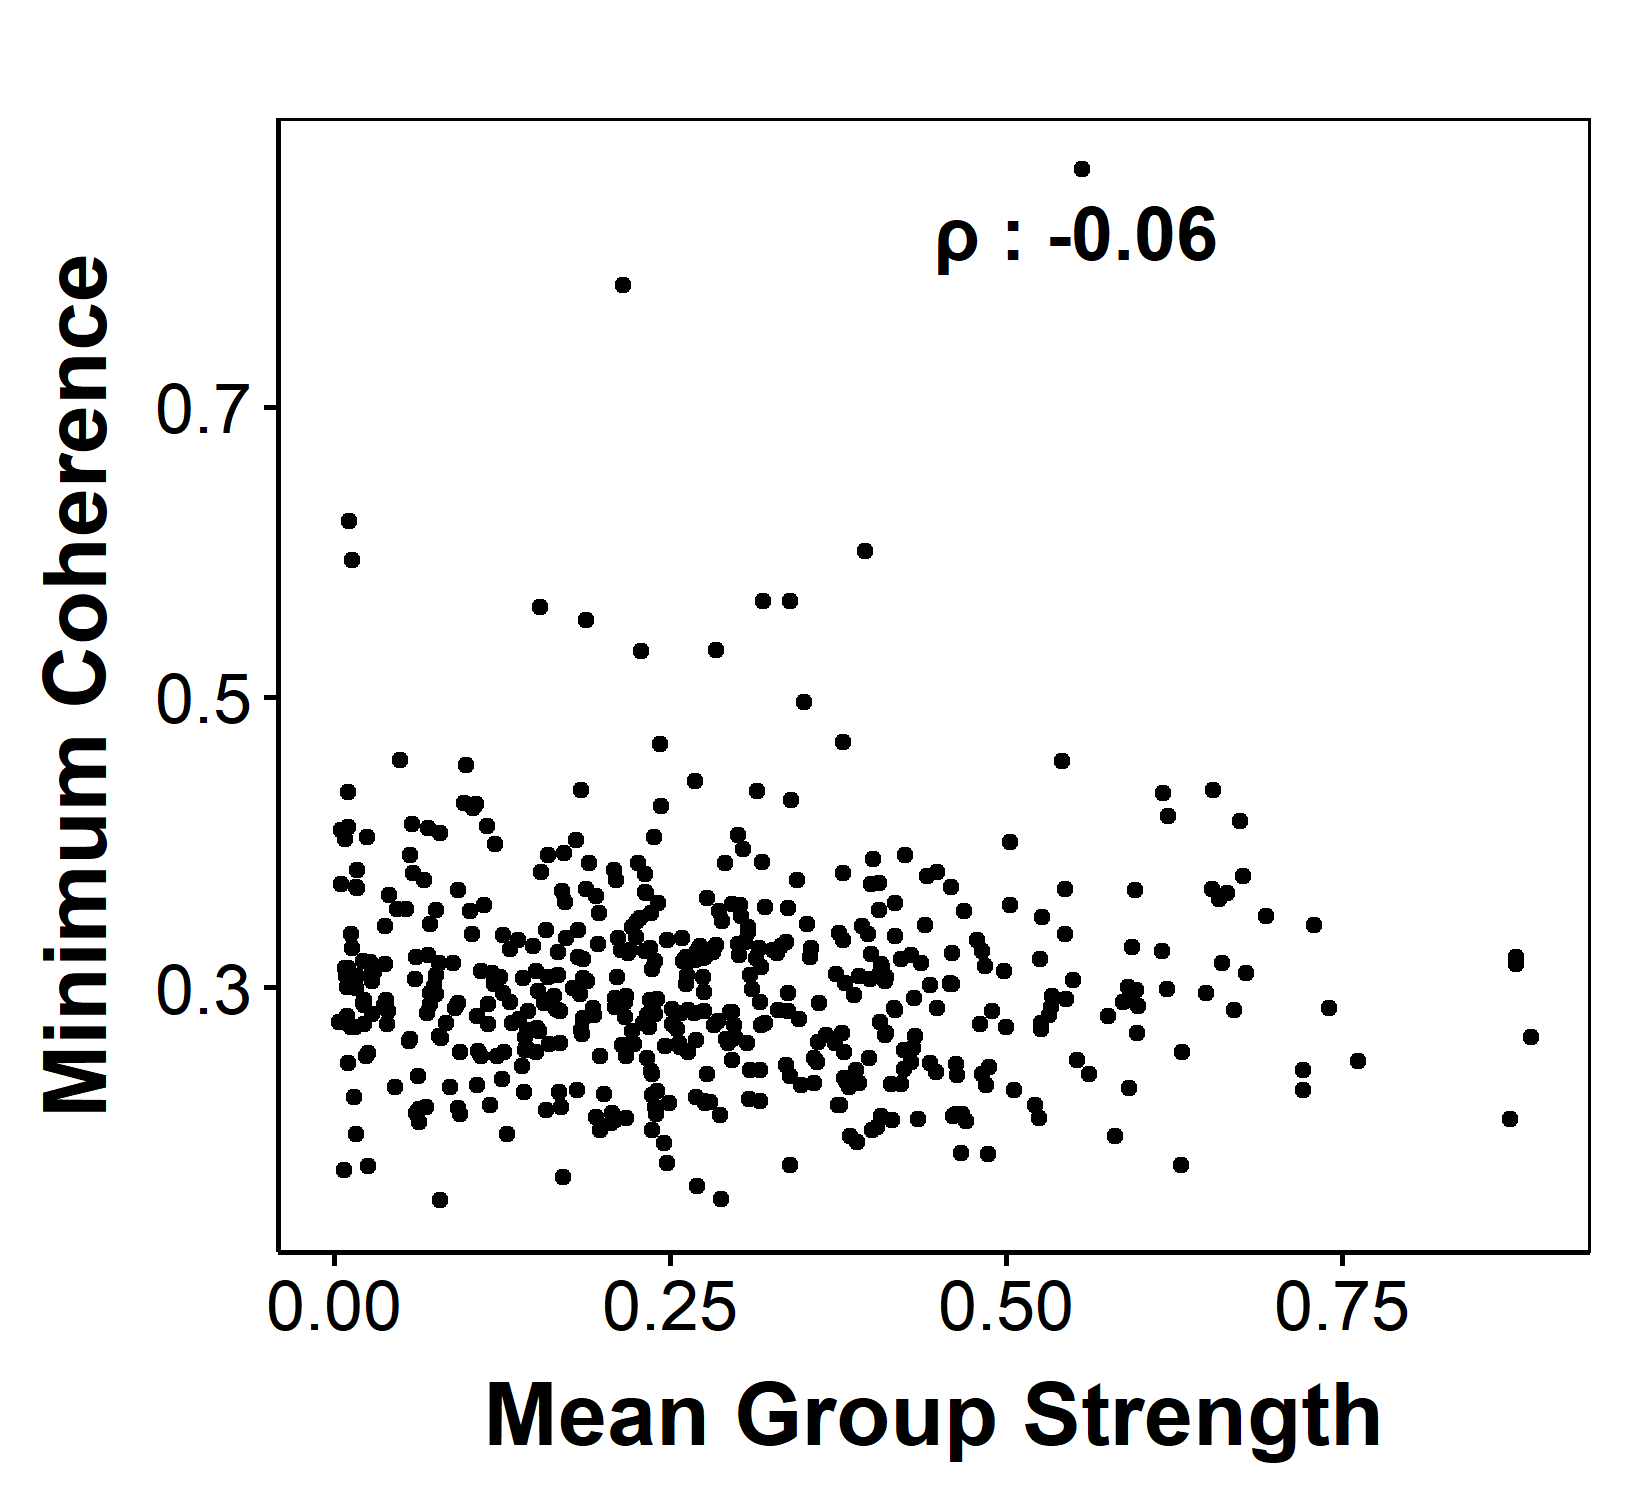 ρ : -0.06
Minimum Coherence
0.7
0.5
0.3
0.00 0.25 0.50 0.75
Mean Group Strength